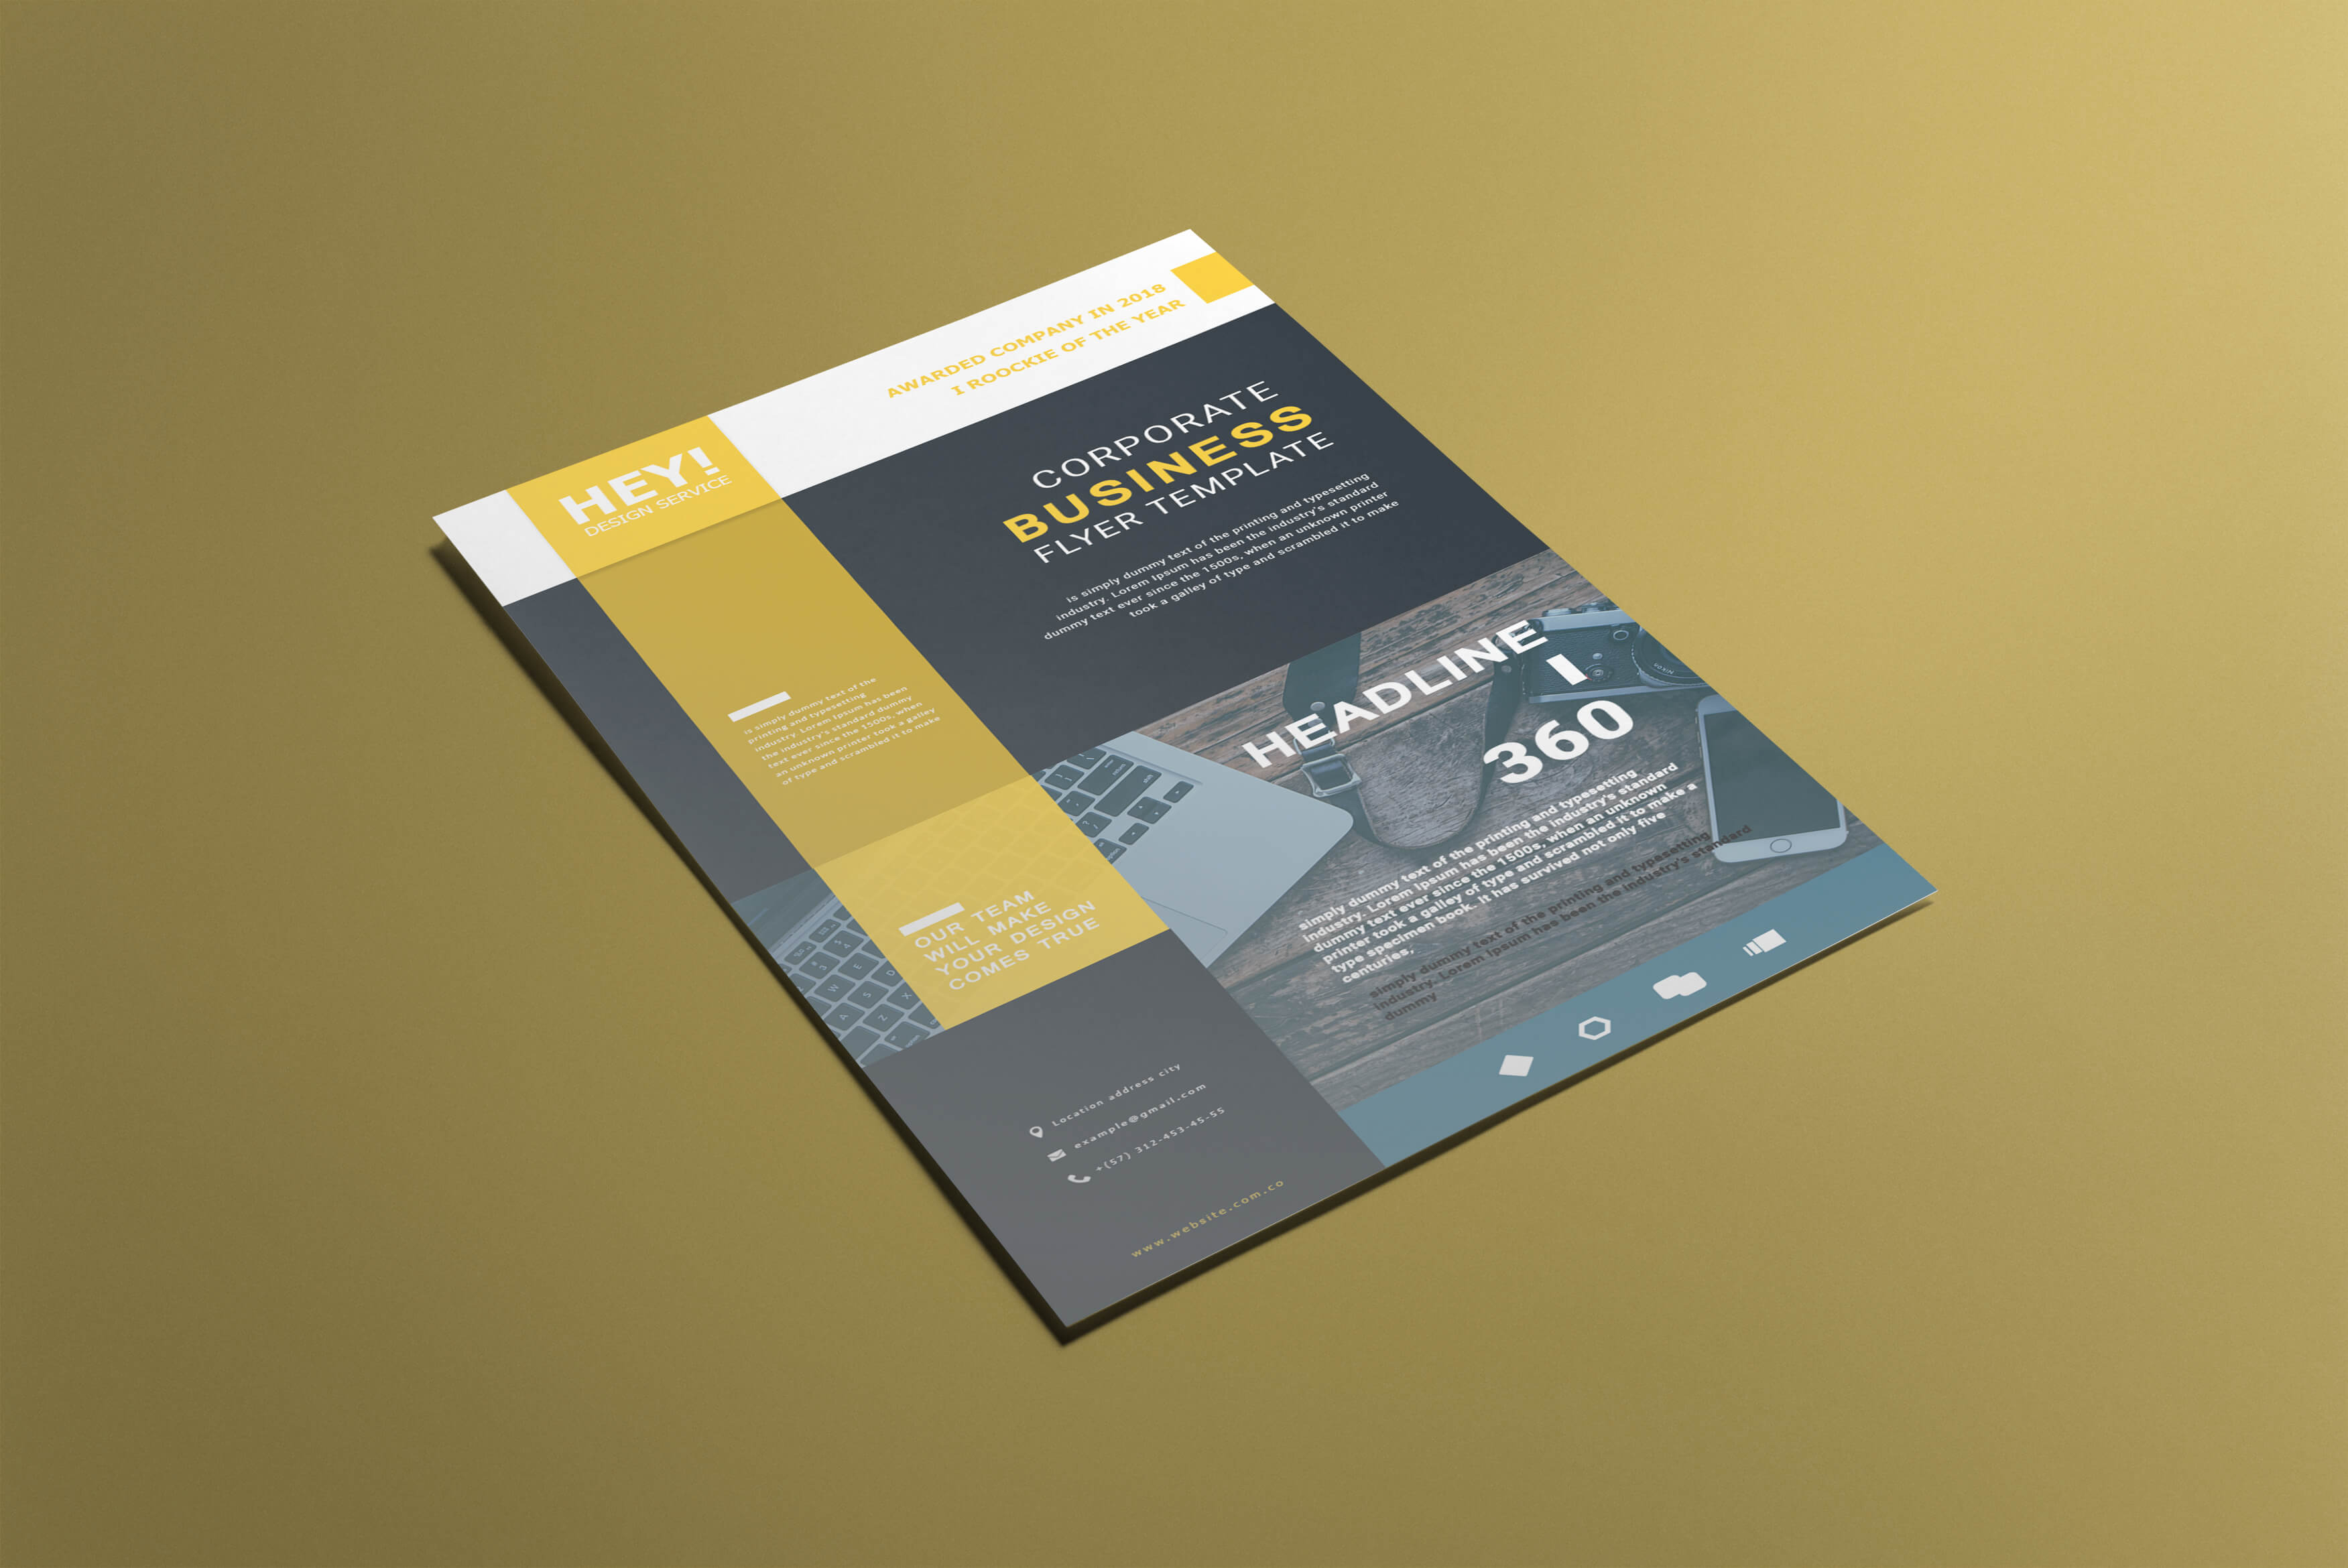 AWARDED COMPANY IN 2018
I ROOCKIE OF THE YEAR
HEY!
DESIGN SERVICE
CORPORATE
BUSINESS
FLYER TEMPLATE
is simply dummy text of the printing and typesetting
industry. Lorem Ipsum has been the industry's standard
dummy text ever since the 1500s, when an unknown printer
took a galley of type and scrambled it to make
is simply dummy text of the
printing and typesetting
industry. Lorem Ipsum has been
the industry's standard dummy
text ever since the 1500s, when
an unknown printer took a galley
of type and scrambled it to make
HEADLINE
I
360
simply dummy text of the printing and typesetting
industry. Lorem Ipsum has been the industry's standard
dummy text ever since the 1500s, when an unknown
printer took a galley of type and scrambled it to make a
type specimen book. it has survived not only five
centuries,
simply dummy text of the printing and typesetting
industry. Lorem Ipsum has been the industry's standard
dummy
OUR TEAM
WILL MAKE
YOUR DESIGN
COMES TRUE
Location address city
example@gmail.com
+(57) 312-453-45-55
www.website.com.co